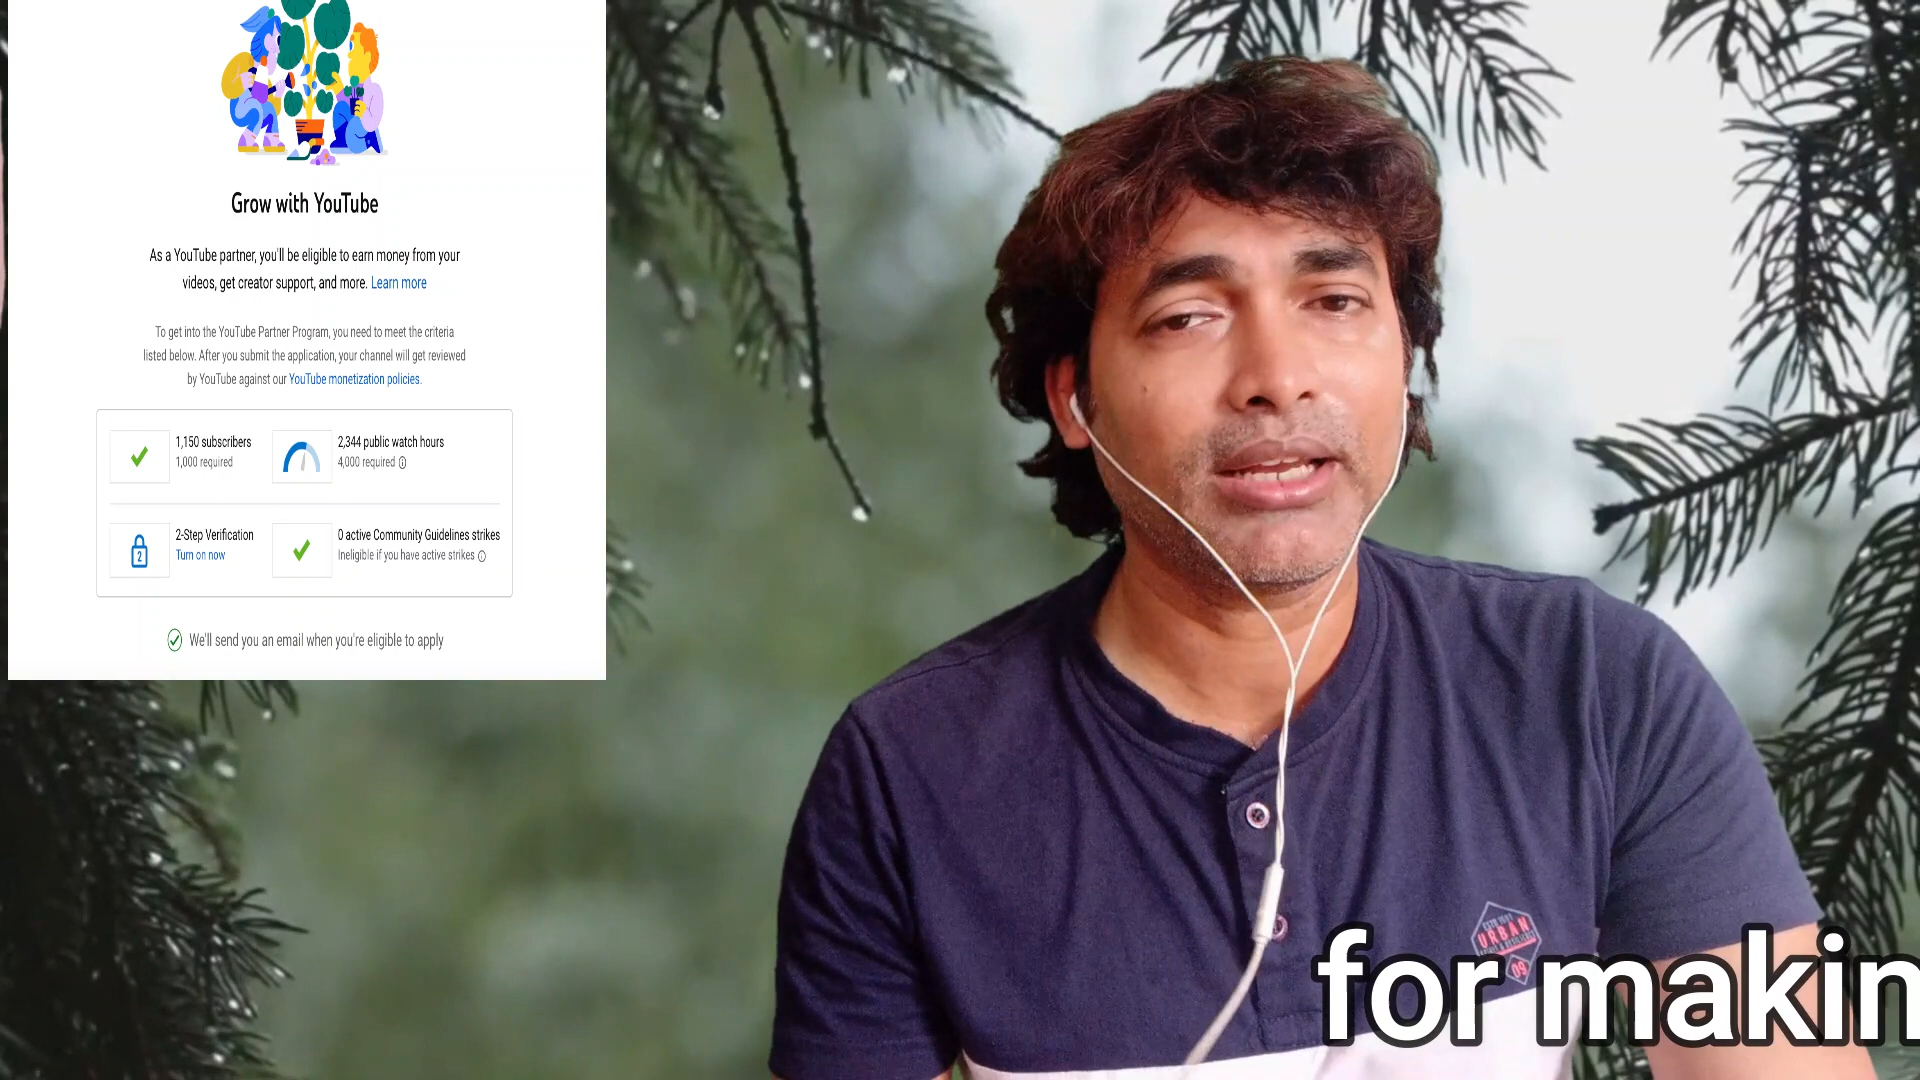 Grow with YouTube
As a YouTube partner, you'll be eligible to earn money from your
videos, get creator support, and more. Learn more
To get into the YouTube Partner Program, you need to meet the criteria
listed below. After you submit the application, your channel will get reviewed
by YouTube against our YouTube monetization policies.
1,150 subscribers
1,000 required
2,344 public watch hours
4,000 required
2
2-Step Verification
Turn on now
0 active Community Guidelines strikes
Ineligible if you have active strikes
We'll send you an email when you're eligible to apply
URBAN
09
for makin